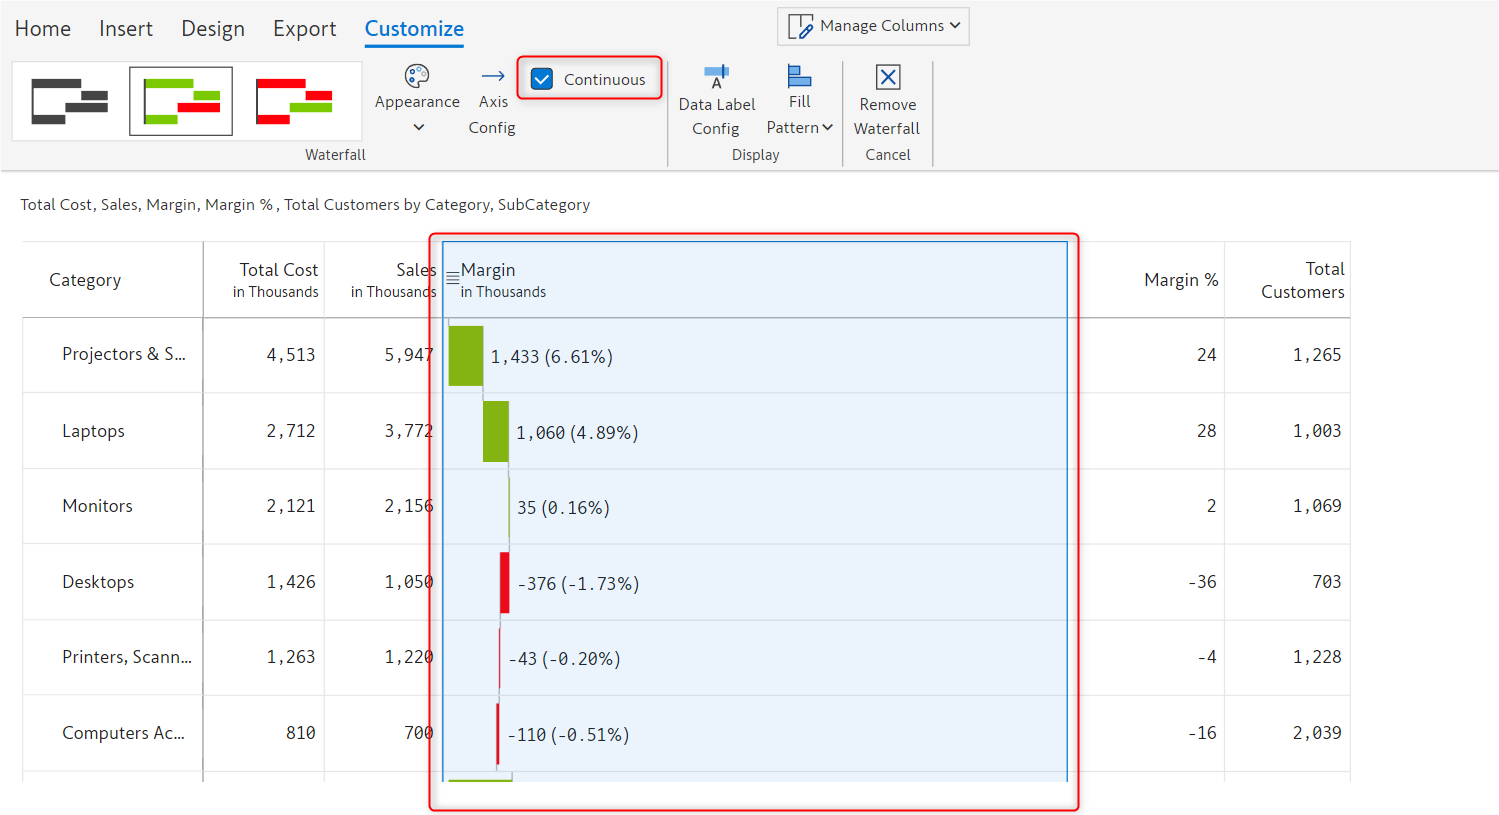 Home Insert Design Export Customize
Manage Columns
Continuous
Appearance
Axis
Config
Waterfall
Data Label
Config
Fill
Pattern
Display
Remove
Waterfall
Cancel
Total Cost, Sales, Margin, Margin % , Total Customers by Category, SubCategory
Category
Total Cost
in Thousands
Sales
in Thousands
Margin
in Thousands
Margin %
Total
Customers
Projectors & S... 4,513 5,947 1,433 (6.61%) 24 1,265
Laptops 2,712 3,772 1,060 (4.89%) 28 1,003
Monitors 2,121 2,156 35 (0.16%) 2 1,069
Desktops 1,426 1,050 -376 (-1.73%) -36 703
Printers, Scann... 1,263 1,220 -43 (-0.20%) -4 1,228
Computers Ac... 810 700 -110 (-0.51%) -16 2,039